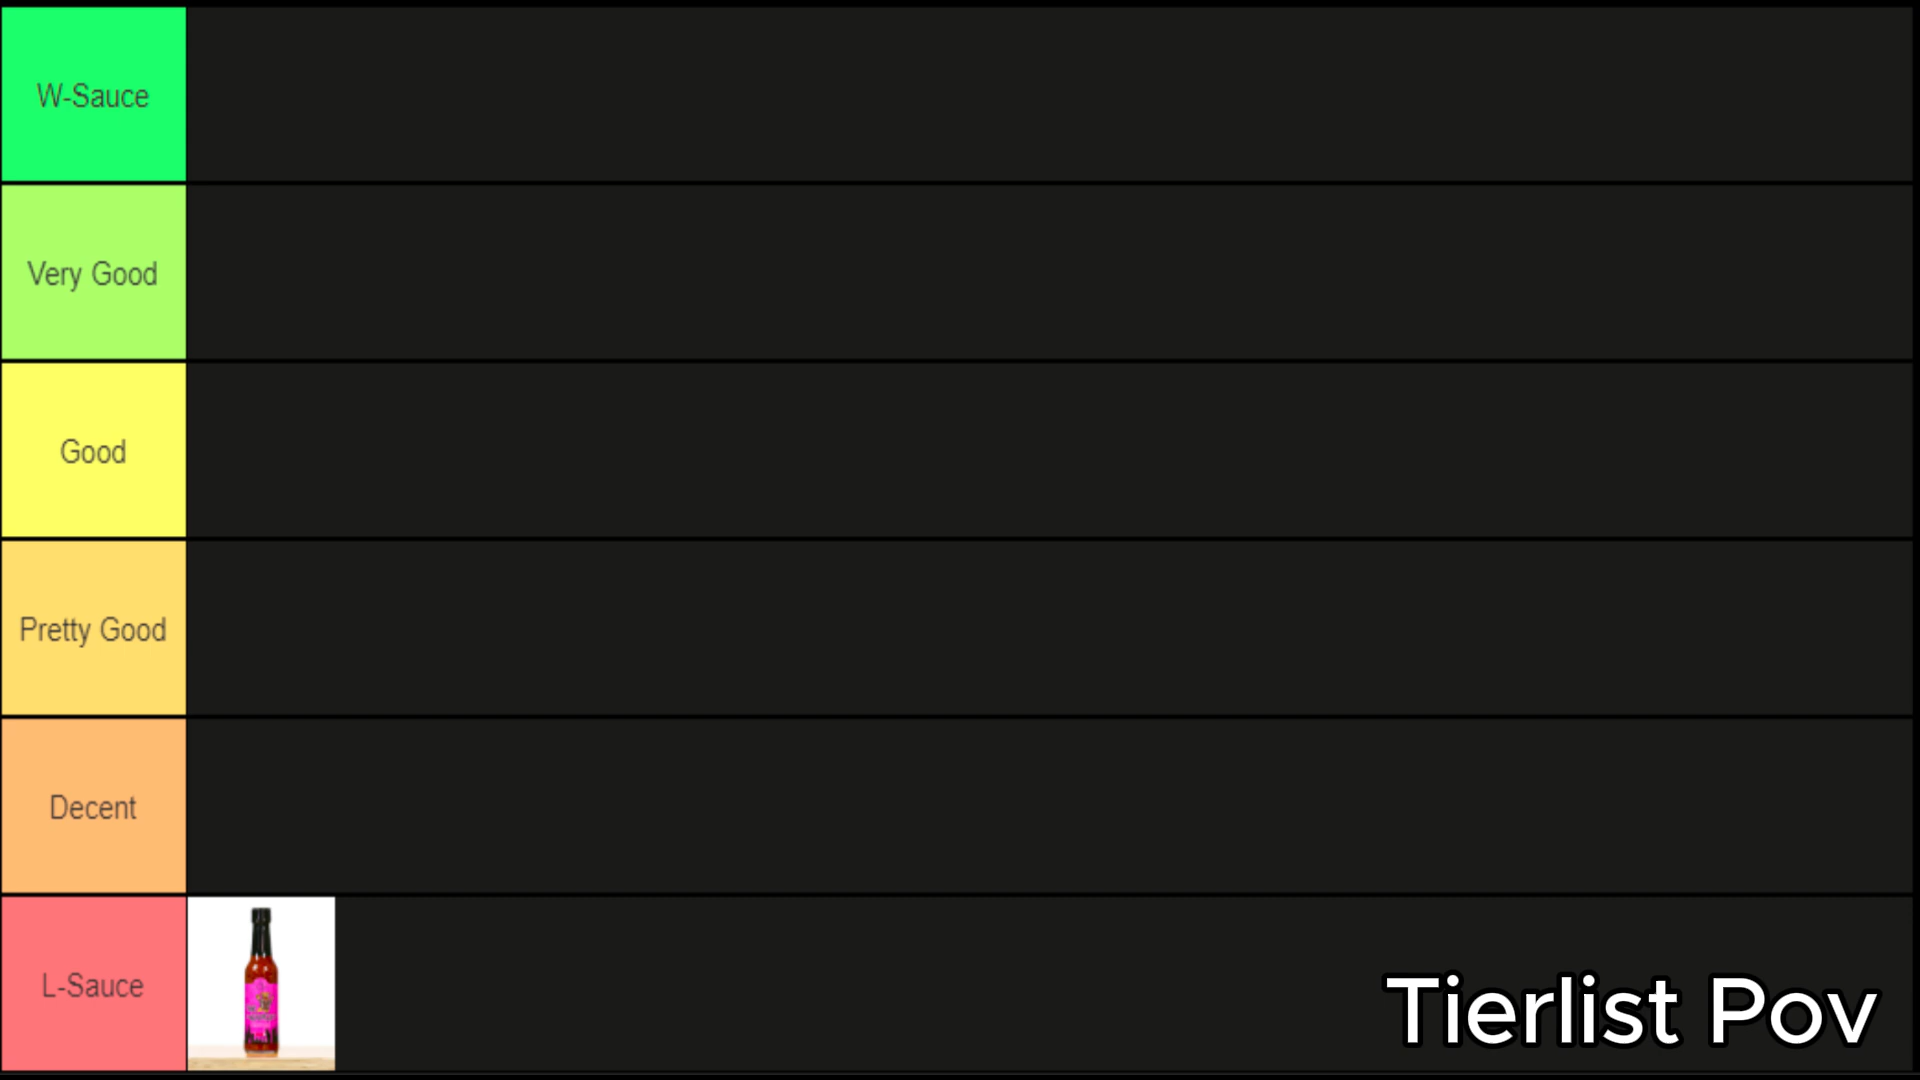 W-Sauce
Very Good
Good
Pretty Good
Decent
L-Sauce
Tierlist Pov